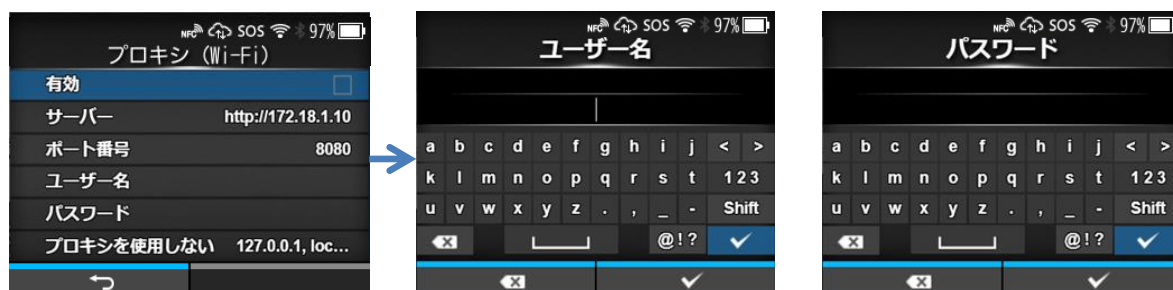 NFC SOS 97%
プロキシ (Wi-Fi)
有効
サーバー http://172.18.1.10
ポート番号 8080
ユーザー名
パスワード
プロキシを使用しない 127.0.0.1, loc...
NFC SOS 97%
ユーザー名
a b c d e f g h i j < >
k l m n o p q r s t 123
u v w x y z . , _ - Shift
@!?
NFC SOS 97%
パスワード
a b c d e f g h i j < >
k l m n o p q r s t 123
u v w x y z . , _ - Shift
@!?